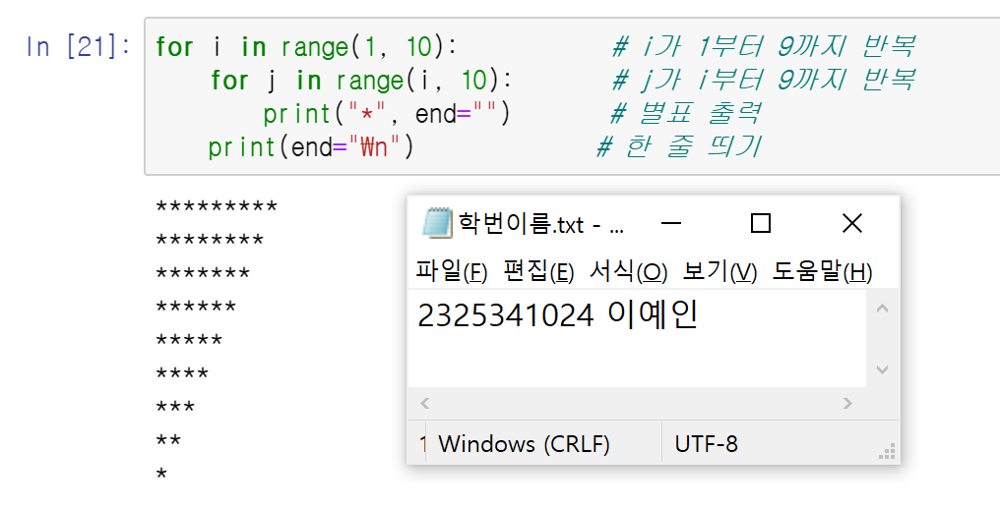 In [21]: for i in range(1, 10): # i가 1부터 9까지 반복
for j in range(i, 10): # j가 i부터 9까지 반복
print("*", end="") # 별표 출력
print(end="₩n") # 한 줄 띄기
*********
********
*******
******
*****
****
***
**
*
학번이름.txt - ...
파일(F) 편집(E) 서식(O) 보기(V) 도움말(H)
2325341024 이예인
1 Windows (CRLF) UTF-8